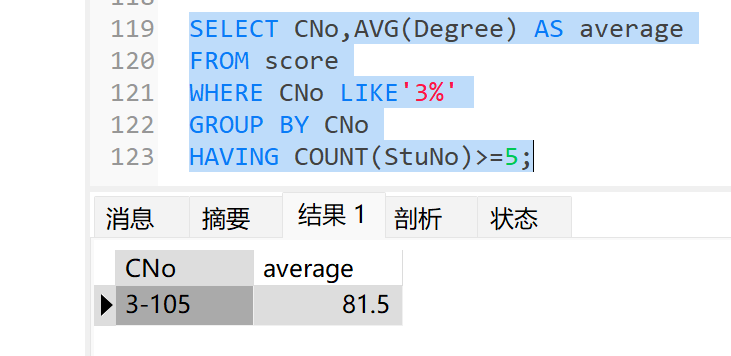 119 SELECT CNo,AVG(Degree) AS average
120 FROM score
121 WHERE CNo LIKE'3%'
122 GROUP BY CNo
123 HAVING COUNT(StuNo)>=5;
消息 摘要 结果 1 剖析 状态
CNo average
3-105 81.5